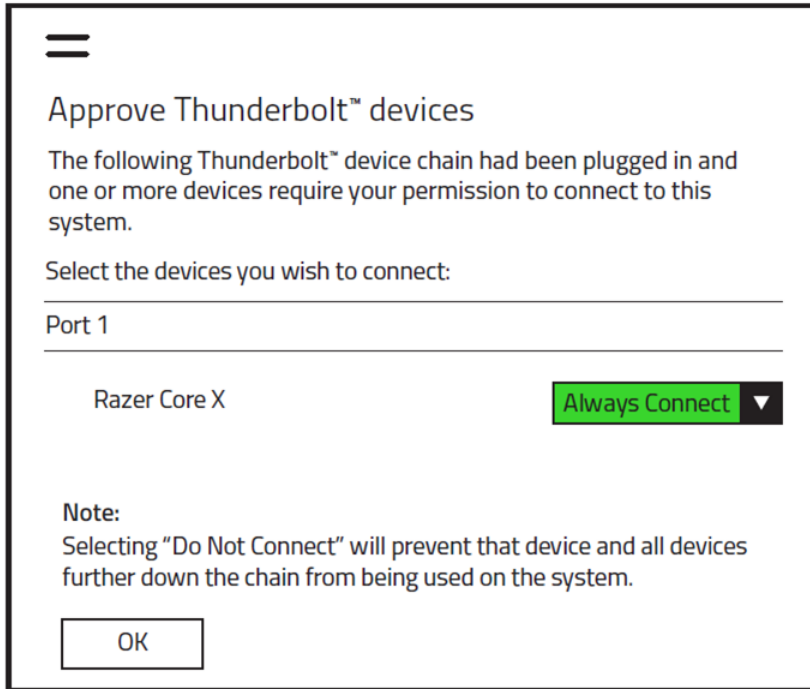 Approve Thunderbolt™ devices
The following Thunderbolt™ device chain had been plugged in and
one or more devices require your permission to connect to this
system.
Select the devices you wish to connect:
Port 1
Razer Core X Always Connect
Note:
Selecting “Do Not Connect” will prevent that device and all devices
further down the chain from being used on the system.
OK